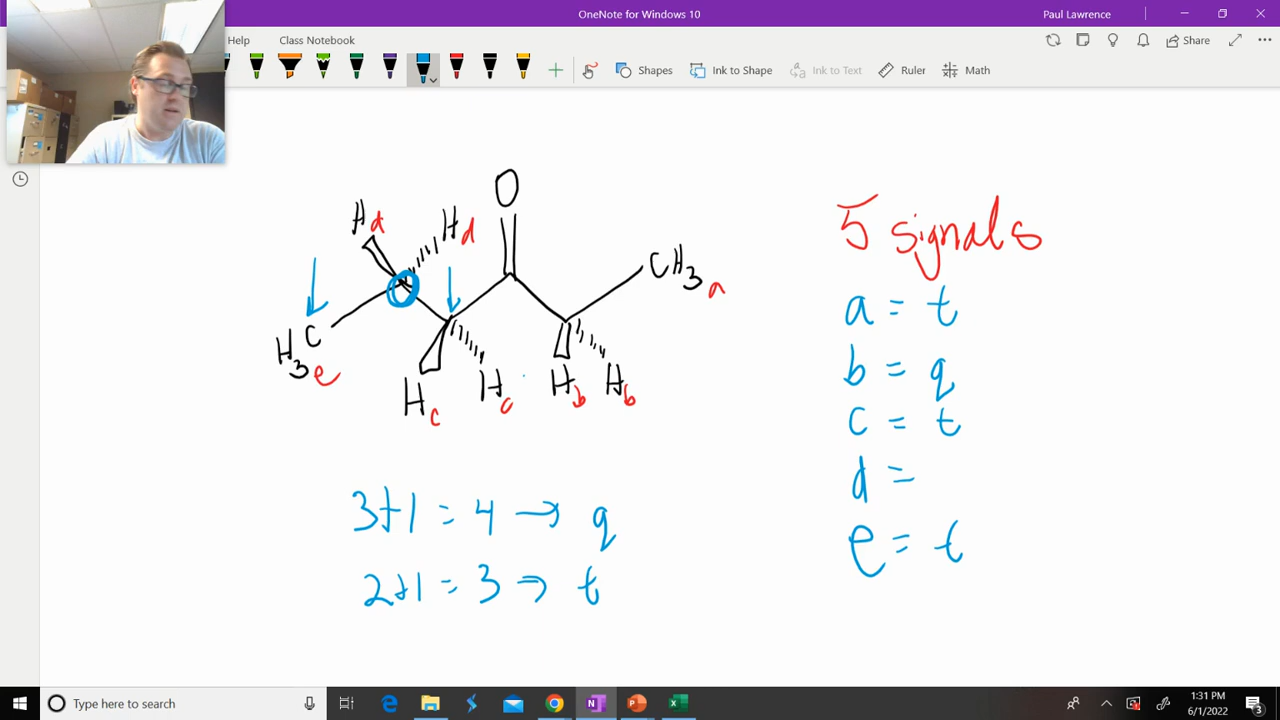 OneNote for Windows 10
Paul Lawrence
Help
Class Notebook
Share
Shapes
Ink to Shape
Ink to Text
Ruler
Math
O
Hd
Hd
CH3 a
H3C e
Hc
Hc
Hb
Hb
5 signals
a = t
b = q
c = t
d =
e = t
3+1 = 4 → q
2+1 = 3 → t
Type here to search
1:31 PM
6/1/2022
3